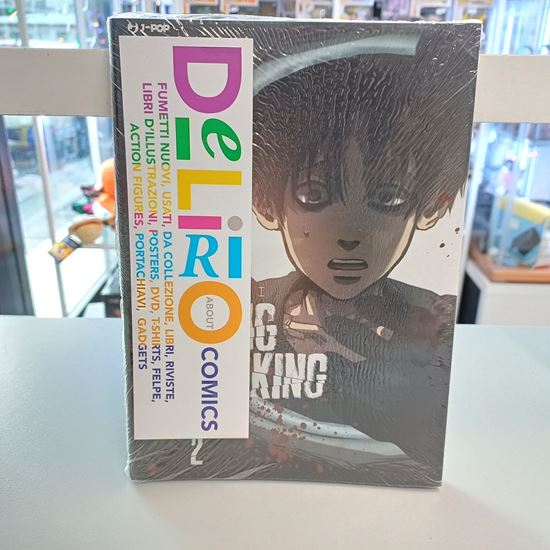 J-POP
DeLiRiO
ABOUT
COMICS
FUMETTI NUOVI, USATI, DA COLLEZIONE, LIBRI, RIVISTE,
LIBRI D'ILLUSTRAZIONI, POSTERS, DVD, T-SHIRTS, FELPE,
ACTION FIGURES, PORTACHIAVI, GADGETS
G
KING
2